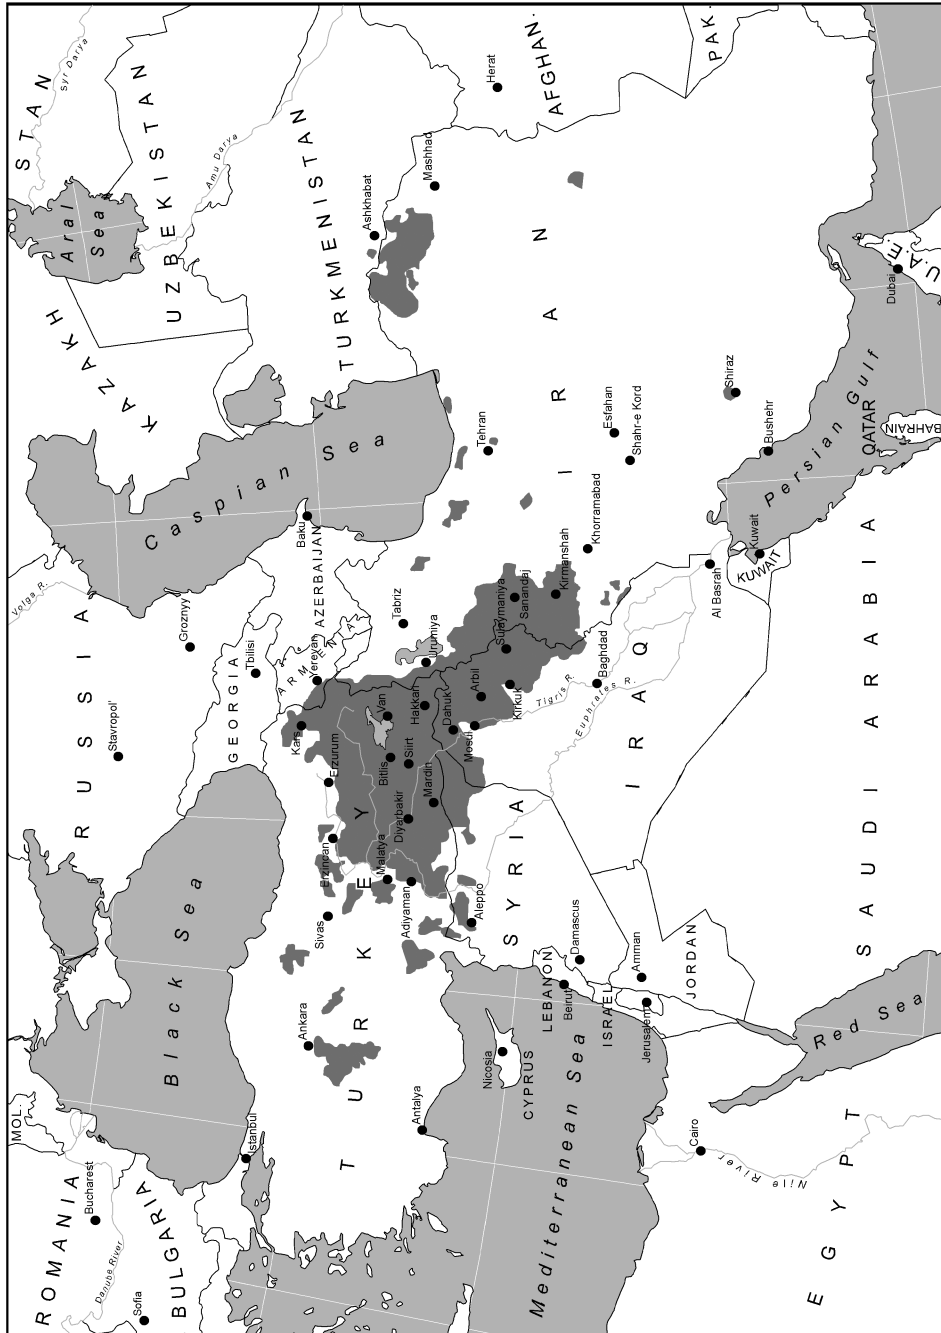 ROMANIA
MOL.
RUSSIA
Volga R.
KAZAKH
STAN
Syr Darya
Bucharest
Danube River
Sofia
BULGARIA
Black Sea
Stavropol'
Groznyy
Caspian Sea
Aral
Sea
UZBEKISTAN
Amu Darya
Istanbul
GEORGIA
Tbilisi
ARMENIA
Yerevan
AZERBAIJAN
Baku
TURKMENISTAN
Ashkhabat
Mashhad
Herat
AFGHAN.
PAK.
TURKEY
Ankara
Sivas
Erzincan
Erzurum
Kars
Antalya
Malatya
Adiyaman
Diyarbakir
Bitlis
Siirt
Mardin
Van
Hakkari
Urumiya
Tabriz
Tehran
IRAN
Nicosia
CYPRUS
Aleppo
SYRIA
Dahuk
Mosul
Arbil
Kirkuk
Sulaymaniya
Sanandaj
Kirmanshah
Khorramabad
Esfahan
Shahr-e Kord
Shiraz
Bushehr
Mediterranean Sea
LEBANON
Beirut
Damascus
ISRAEL
Jerusalem
Amman
JORDAN
Tigris R.
Euphrates R.
Baghdad
IRAQ
Al Basrah
KUWAIT
Kuwait
Persian Gulf
Cairo
Nile River
EGYPT
Red Sea
SAUDI ARABIA
QATAR
BAHRAIN
Dubai
U.A.E.